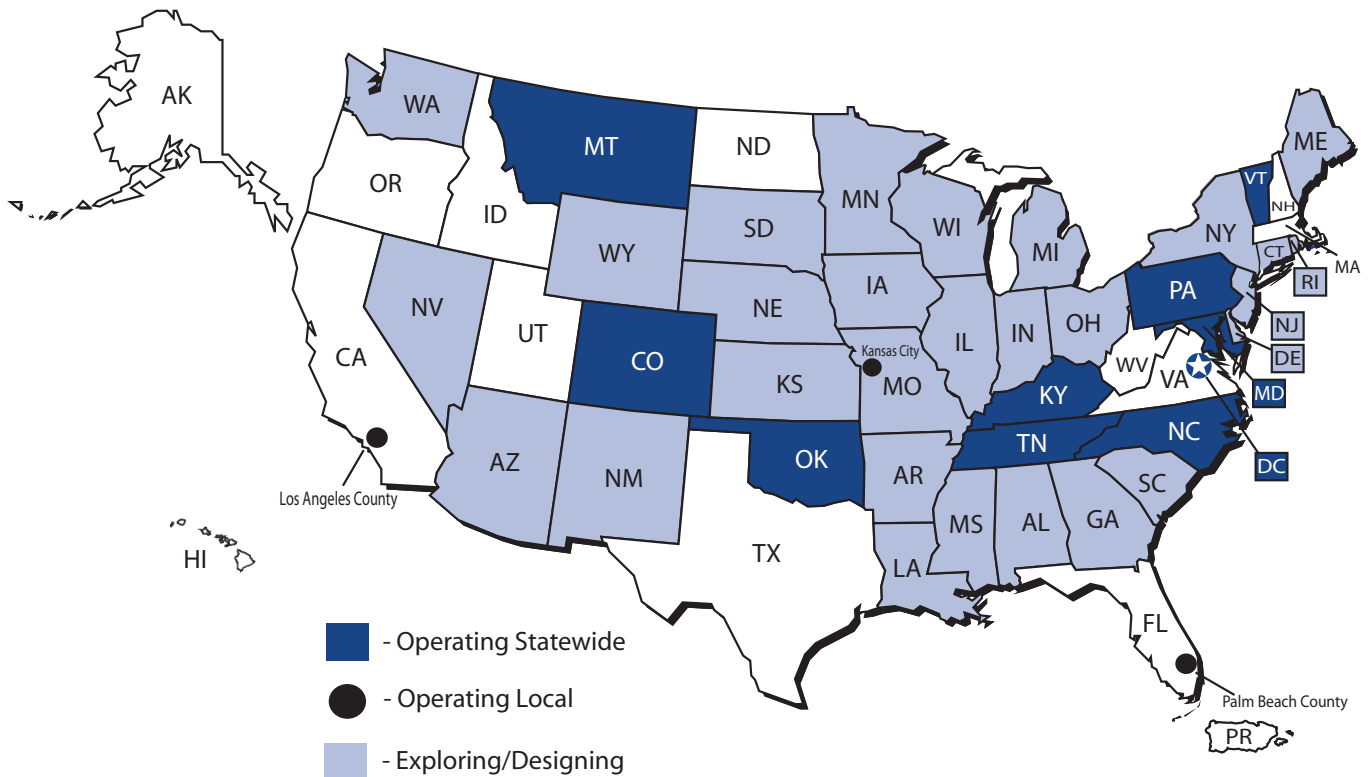 AK
WA
MT
ND
MN
ME
VT
NH
OR
ID
WY
SD
WI
MI
NY
CT
MA
RI
NV
UT
CO
NE
IA
IL
IN
OH
PA
NJ
DE
MD
DC
CA
KS
Kansas City
MO
KY
WV
VA
AZ
NM
OK
AR
TN
NC
SC
Los Angeles County
MS
AL
GA
HI
TX
LA
FL
Palm Beach County
PR
- Operating Statewide
- Operating Local
- Exploring/Designing